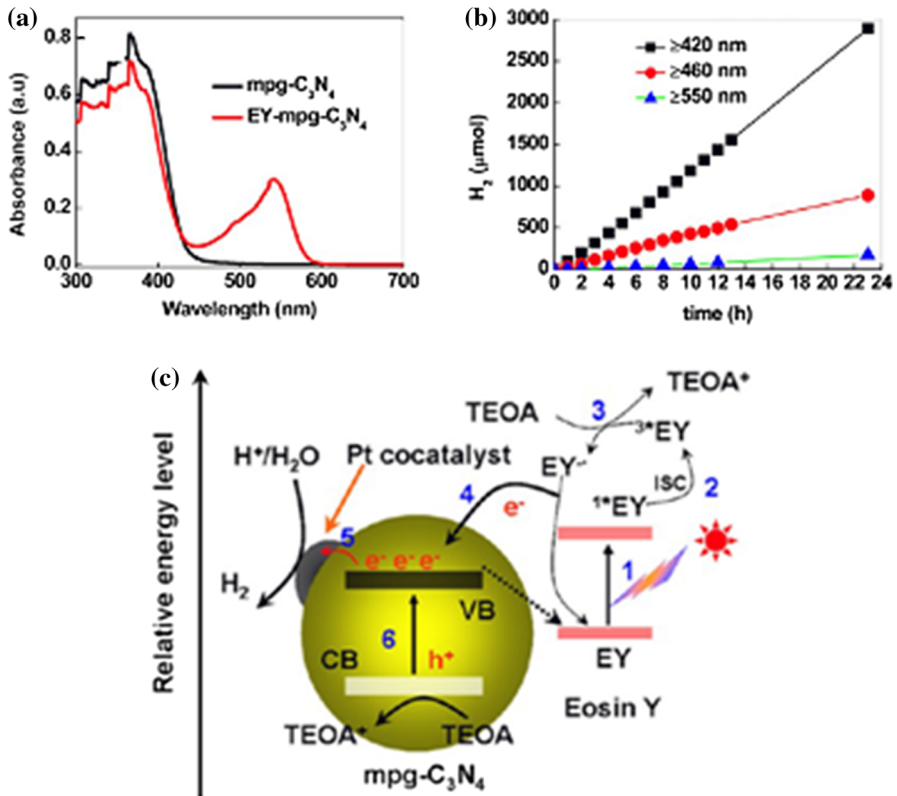 (a)
0.8
0.6
0.4
0.2
0.0
Absorbance (a.u)
mpg-C₃N₄
EY-mpg-C₃N₄
300 400 500 600 700
Wavelength (nm)
(b)
3000
2500
2000
1500
1000
500
0
H₂ (μmol)
≥420 nm
≥460 nm
≥550 nm
0 2 4 6 8 10 12 14 16 18 20 22 24
time (h)
(c)
Relative energy level
TEOA⁺
TEOA
3
³*EY
H⁺/H₂O
Pt cocatalyst
EY⁻·
ISC
2
4
¹*EY
e⁻
5
e⁻ e⁻ e⁻
1
H₂
VB
6
CB
h⁺
EY
Eosin Y
TEOA⁺
TEOA
mpg-C₃N₄